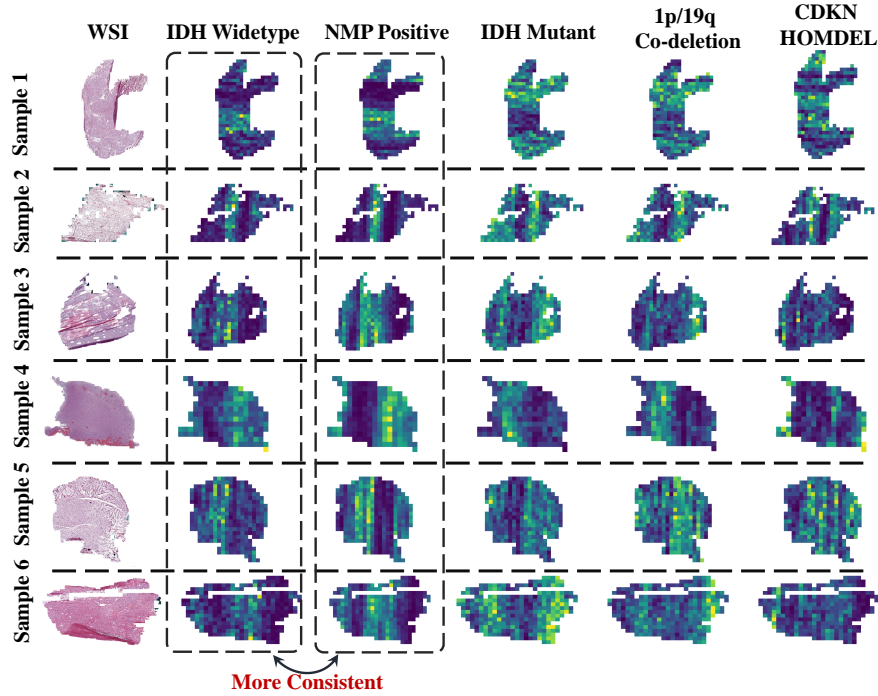 WSI
IDH Widetype
NMP Positive
IDH Mutant
1p/19q
Co-deletion
CDKN
HOMDEL
Sample 1
Sample 2
Sample 3
Sample 4
Sample 5
Sample 6
More Consistent